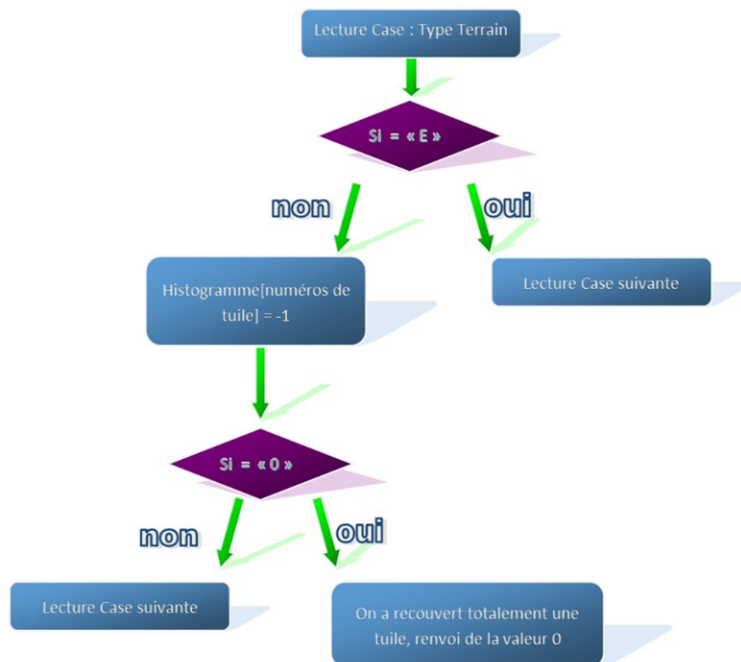 Lecture Case : Type Terrain
Si = « E »
non
oui
Histogramme[numéros de
tuile] = -1
Lecture Case suivante
Si = « 0 »
non
oui
Lecture Case suivante
On a recouvert totalement une
tuile, renvoi de la valeur 0